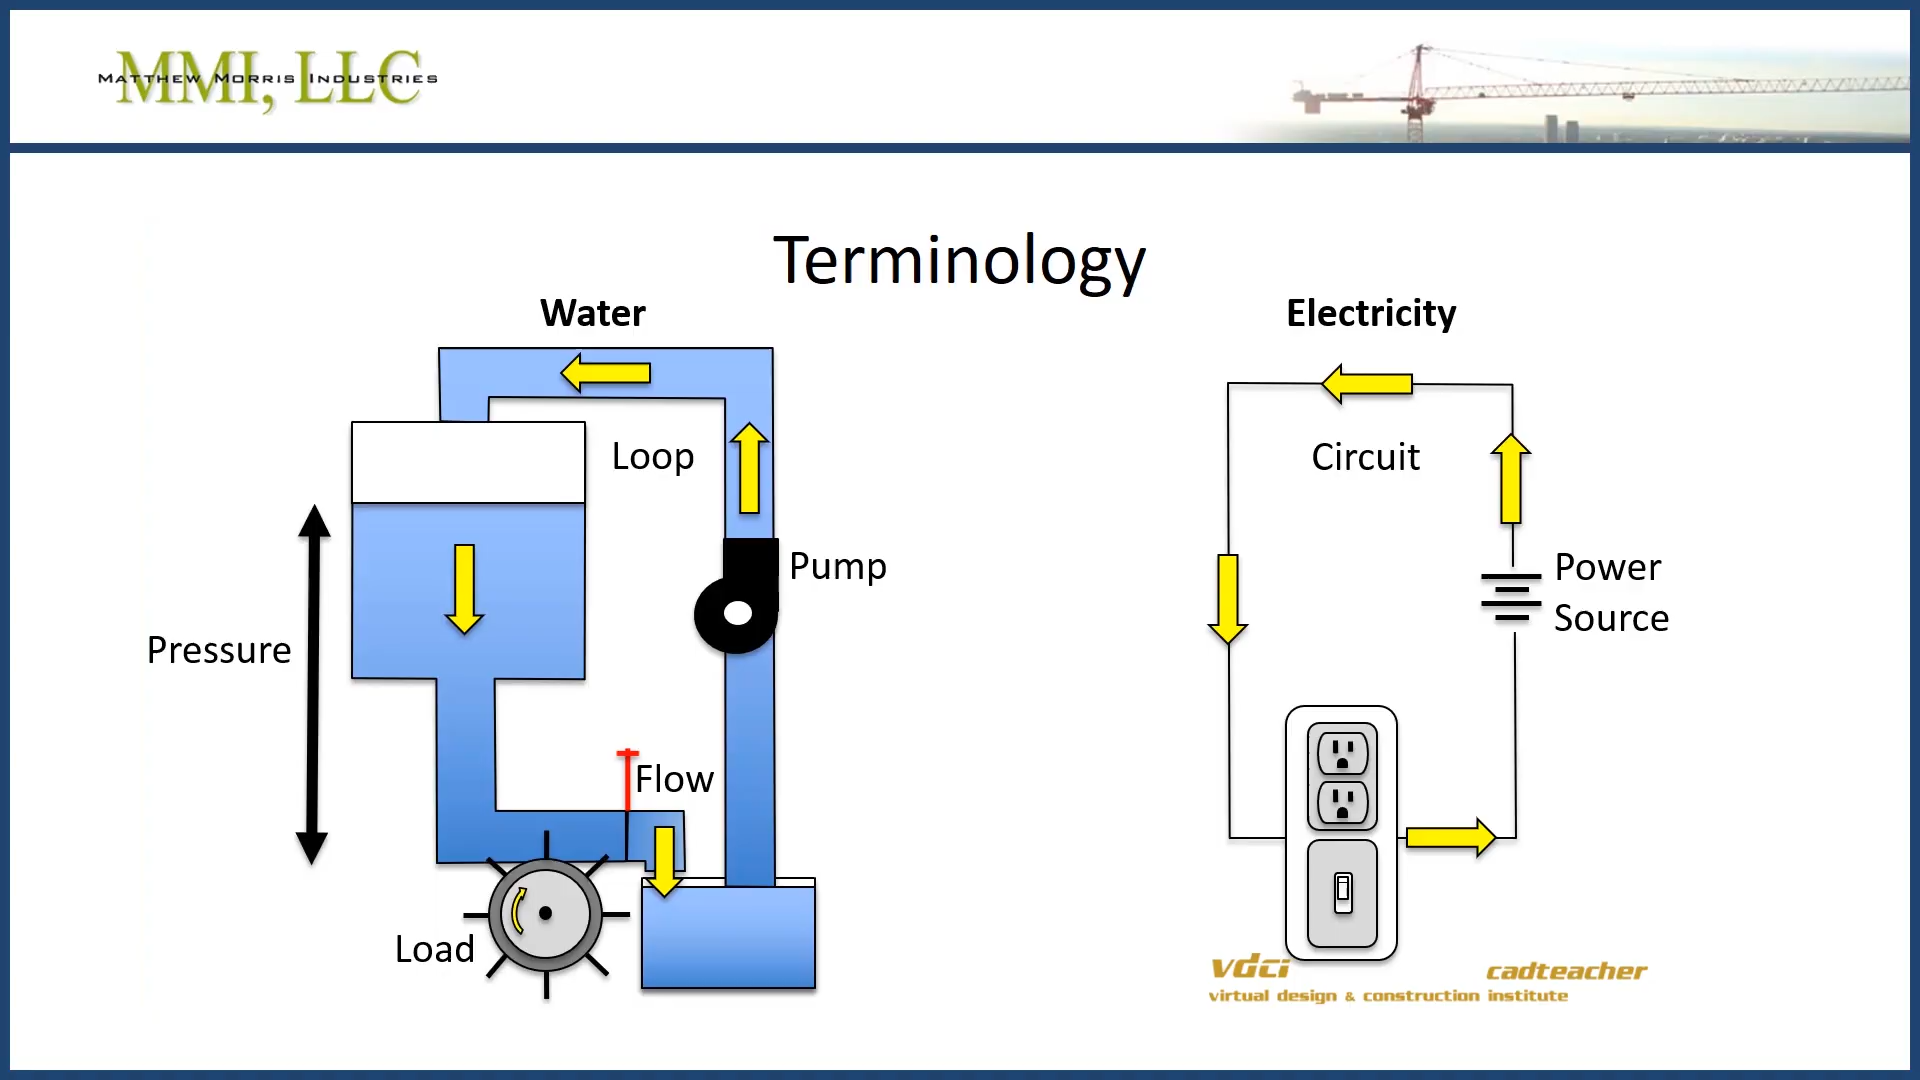 MMI, LLC
MATTHEW MORRIS INDUSTRIES
Terminology
Water
Electricity
Loop
Circuit
Pump
Power
Source
Pressure
Flow
Load
vdci
cadteacher
virtual design & construction institute